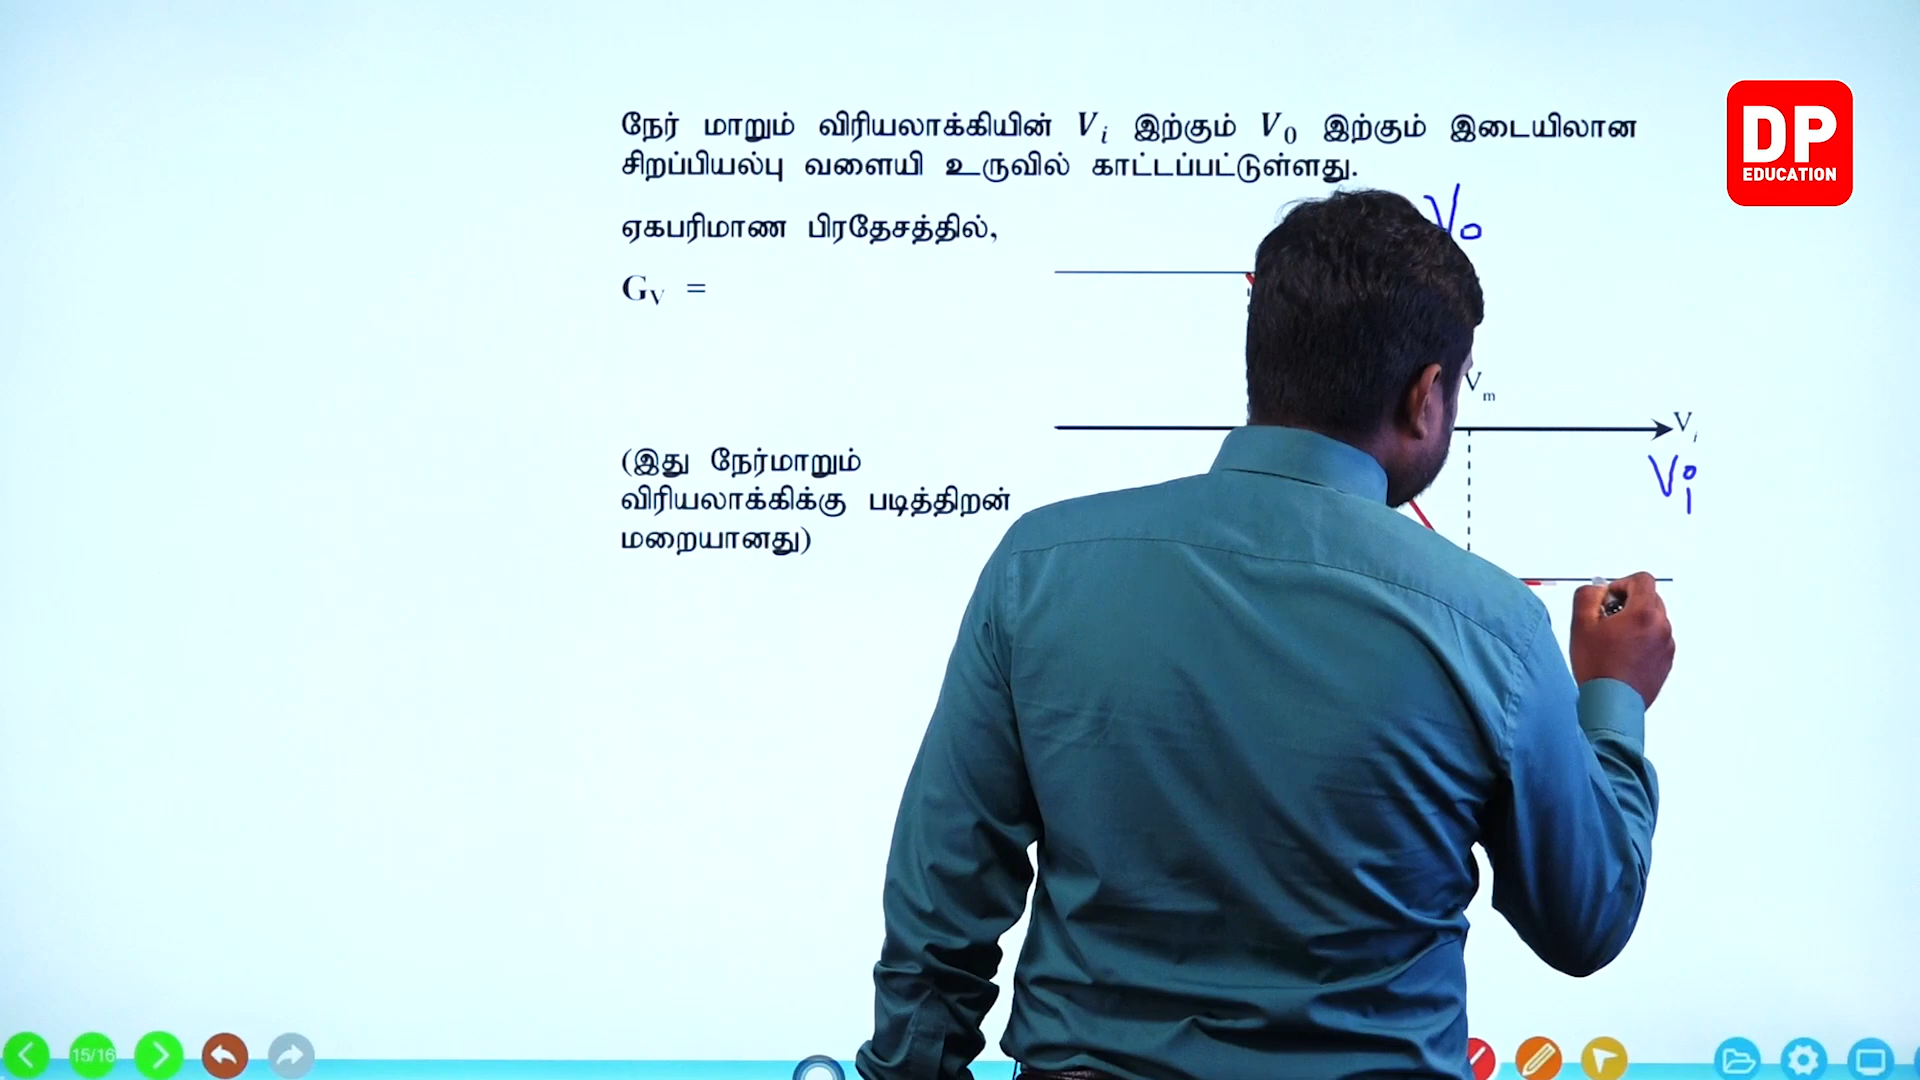 நேர் மாறும் விரியலாக்கியின் Vi இற்கும் V0 இற்கும் இடையிலான
சிறப்பியல்பு வளையி உருவில் காட்டப்பட்டுள்ளது.
DP
EDUCATION
ஏகபரிமாண பிரதேசத்தில்,
V0
GV =
Vm
Vi
Vi
(இது நேர்மாறும்
விரியலாக்கிக்கு படித்திறன்
மறையானது)
15/16